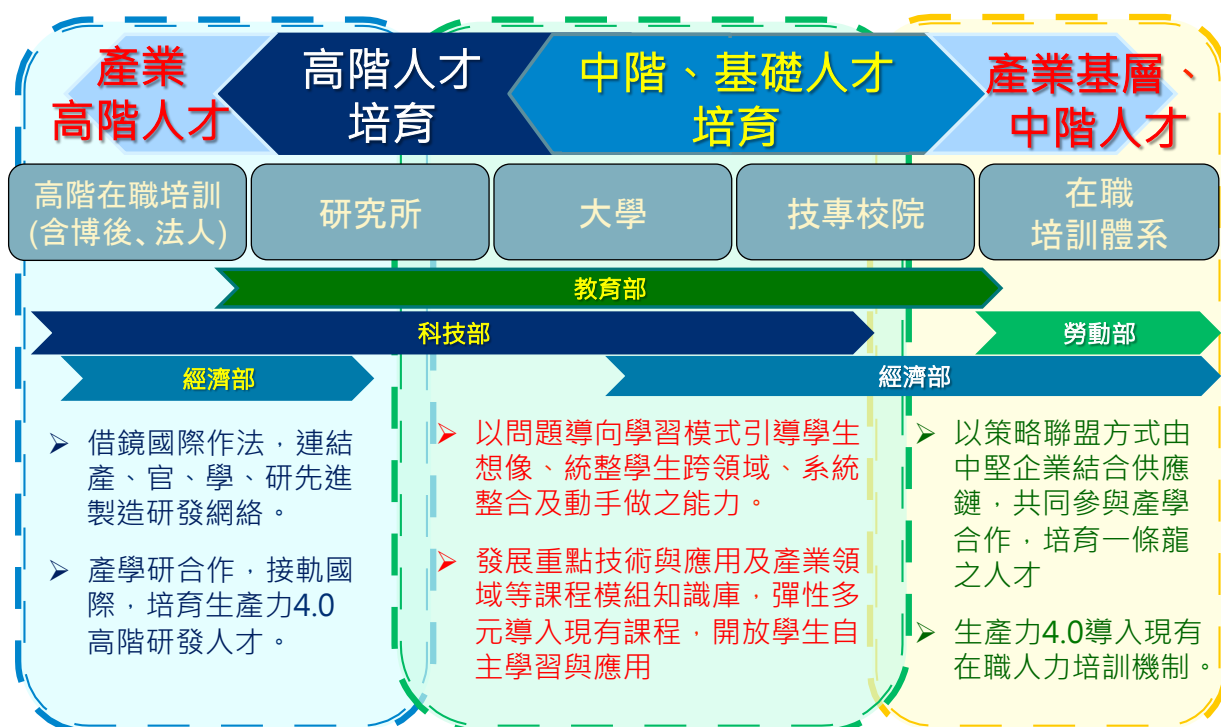 產業
高階人才
高階人才
培育
中階、基礎人才
培育
產業基層、
中階人才
高階在職培訓
(含博後、法人)
研究所
大學
技專校院
在職
培訓體系
教育部
科技部
勞動部
經濟部
經濟部
➢ 借鏡國際作法，連結
產、官、學、研先進
製造研發網絡。
➢ 產學研合作，接軌國
際，培育生產力4.0
高階研發人才。
➢ 以問題導向學習模式引導學生
想像、統整學生跨領域、系統
整合及動手做之能力。
➢ 發展重點技術與應用及產業領
域等課程模組知識庫，彈性多
元導入現有課程，開放學生自
主學習與應用
➢ 以策略聯盟方式由
中堅企業結合供應
鏈，共同參與產學
合作，培育一條龍
之人才
➢ 生產力4.0導入現有
在職人力培訓機制。